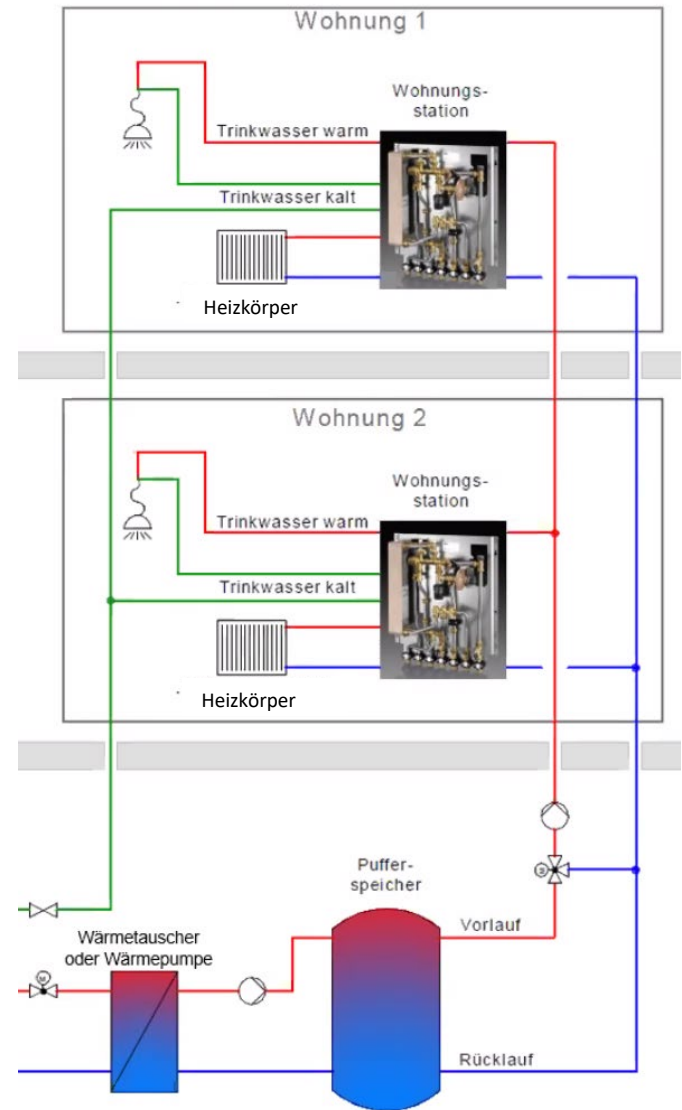 Wohnung 1
Wohnungs-
station
Trinkwasser warm
Trinkwasser kalt
Heizkörper
Wohnung 2
Wohnungs-
station
Trinkwasser warm
Trinkwasser kalt
Heizkörper
Puffer-
speicher
Vorlauf
Wärmetauscher
oder Wärmepumpe
M
Rücklauf